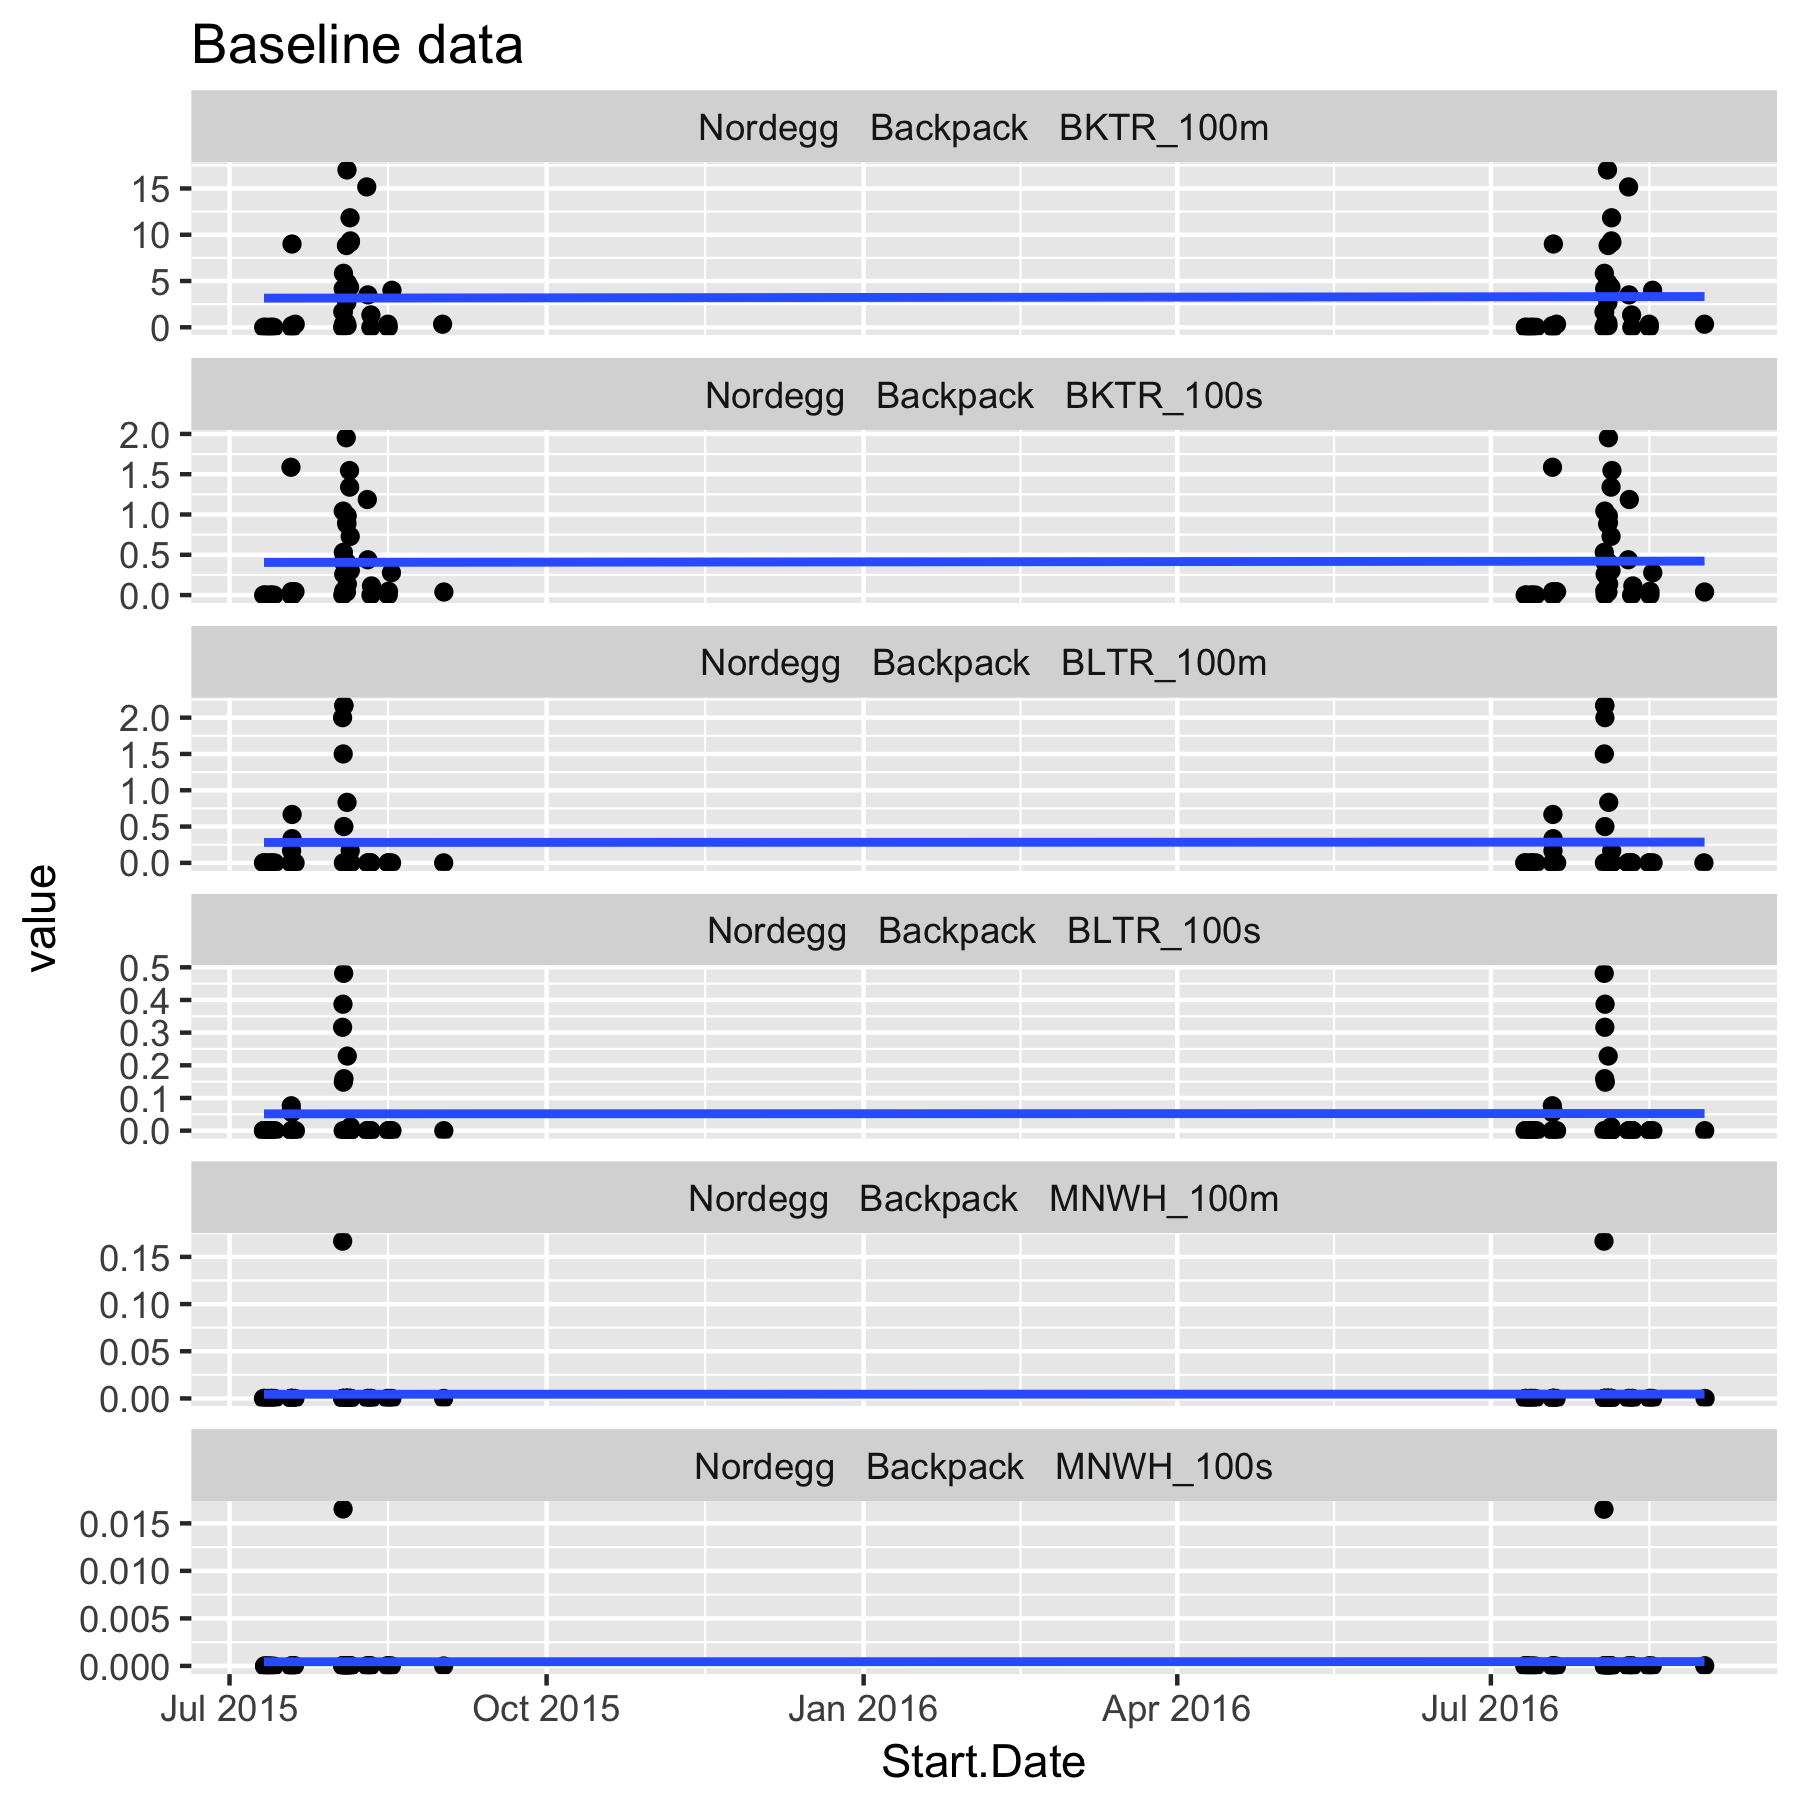 Baseline data
Nordegg Backpack BKTR_100m
15
10
5
0
Nordegg Backpack BKTR_100s
2.0
1.5
1.0
0.5
0.0
Nordegg Backpack BLTR_100m
2.0
1.5
1.0
0.5
0.0
Nordegg Backpack BLTR_100s
0.5
0.4
0.3
0.2
0.1
0.0
Nordegg Backpack MNWH_100m
0.15
0.10
0.05
0.00
Nordegg Backpack MNWH_100s
0.015
0.010
0.005
0.000
value
Jul 2015 Oct 2015 Jan 2016 Apr 2016 Jul 2016
Start.Date